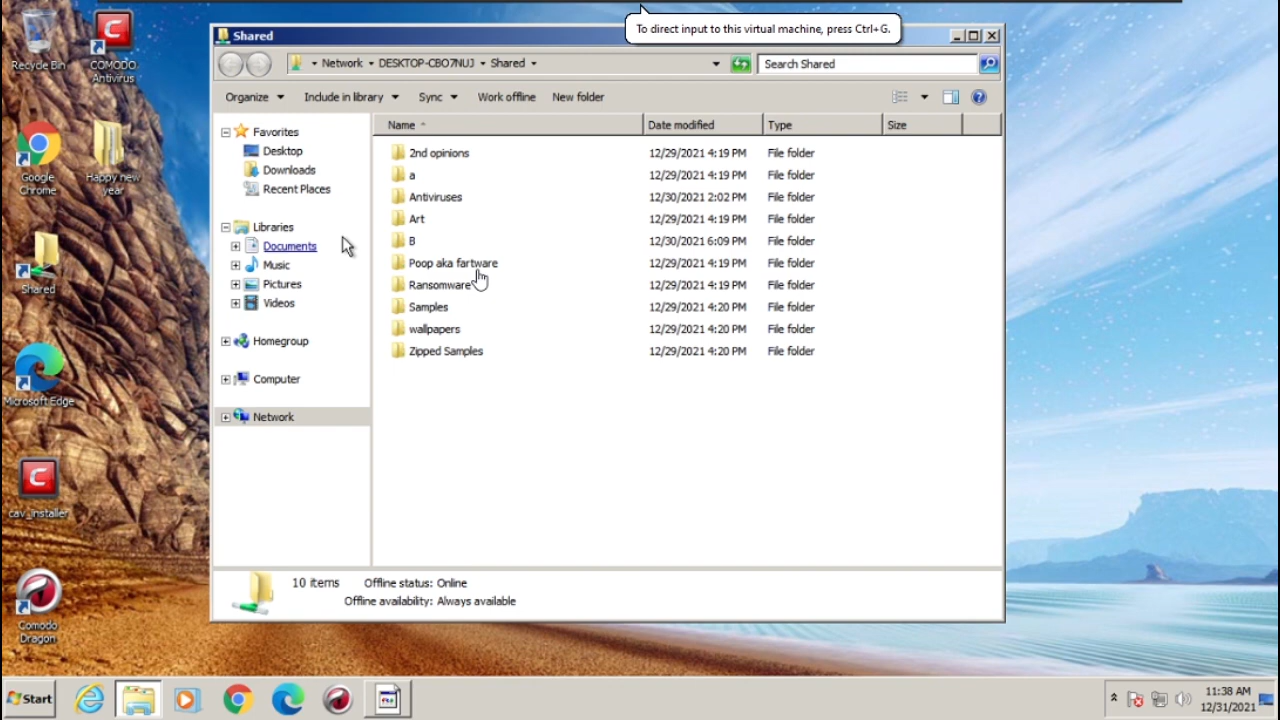 To direct input to this virtual machine, press Ctrl+G.
Shared
Network DESKTOP-CBO7NUJ Shared
Search Shared
Organize Include in library Sync Work offline New folder
Favorites
Desktop
Downloads
Recent Places
Libraries
Documents
Music
Pictures
Videos
Homegroup
Computer
Network
Name Date modified Type Size
2nd opinions 12/29/2021 4:19 PM File folder
a 12/29/2021 4:19 PM File folder
Antiviruses 12/30/2021 2:02 PM File folder
Art 12/29/2021 4:19 PM File folder
B 12/30/2021 6:09 PM File folder
Poop aka fartware 12/29/2021 4:19 PM File folder
Ransomware 12/29/2021 4:19 PM File folder
Samples 12/29/2021 4:20 PM File folder
wallpapers 12/29/2021 4:20 PM File folder
Zipped Samples 12/29/2021 4:20 PM File folder
10 items Offline status: Online
Offline availability: Always available
Recycle Bin
COMODO
Antivirus
Google
Chrome
Happy new
year
Shared
Microsoft Edge
cav_installer
Comodo
Dragon
Start
11:38 AM
12/31/2021